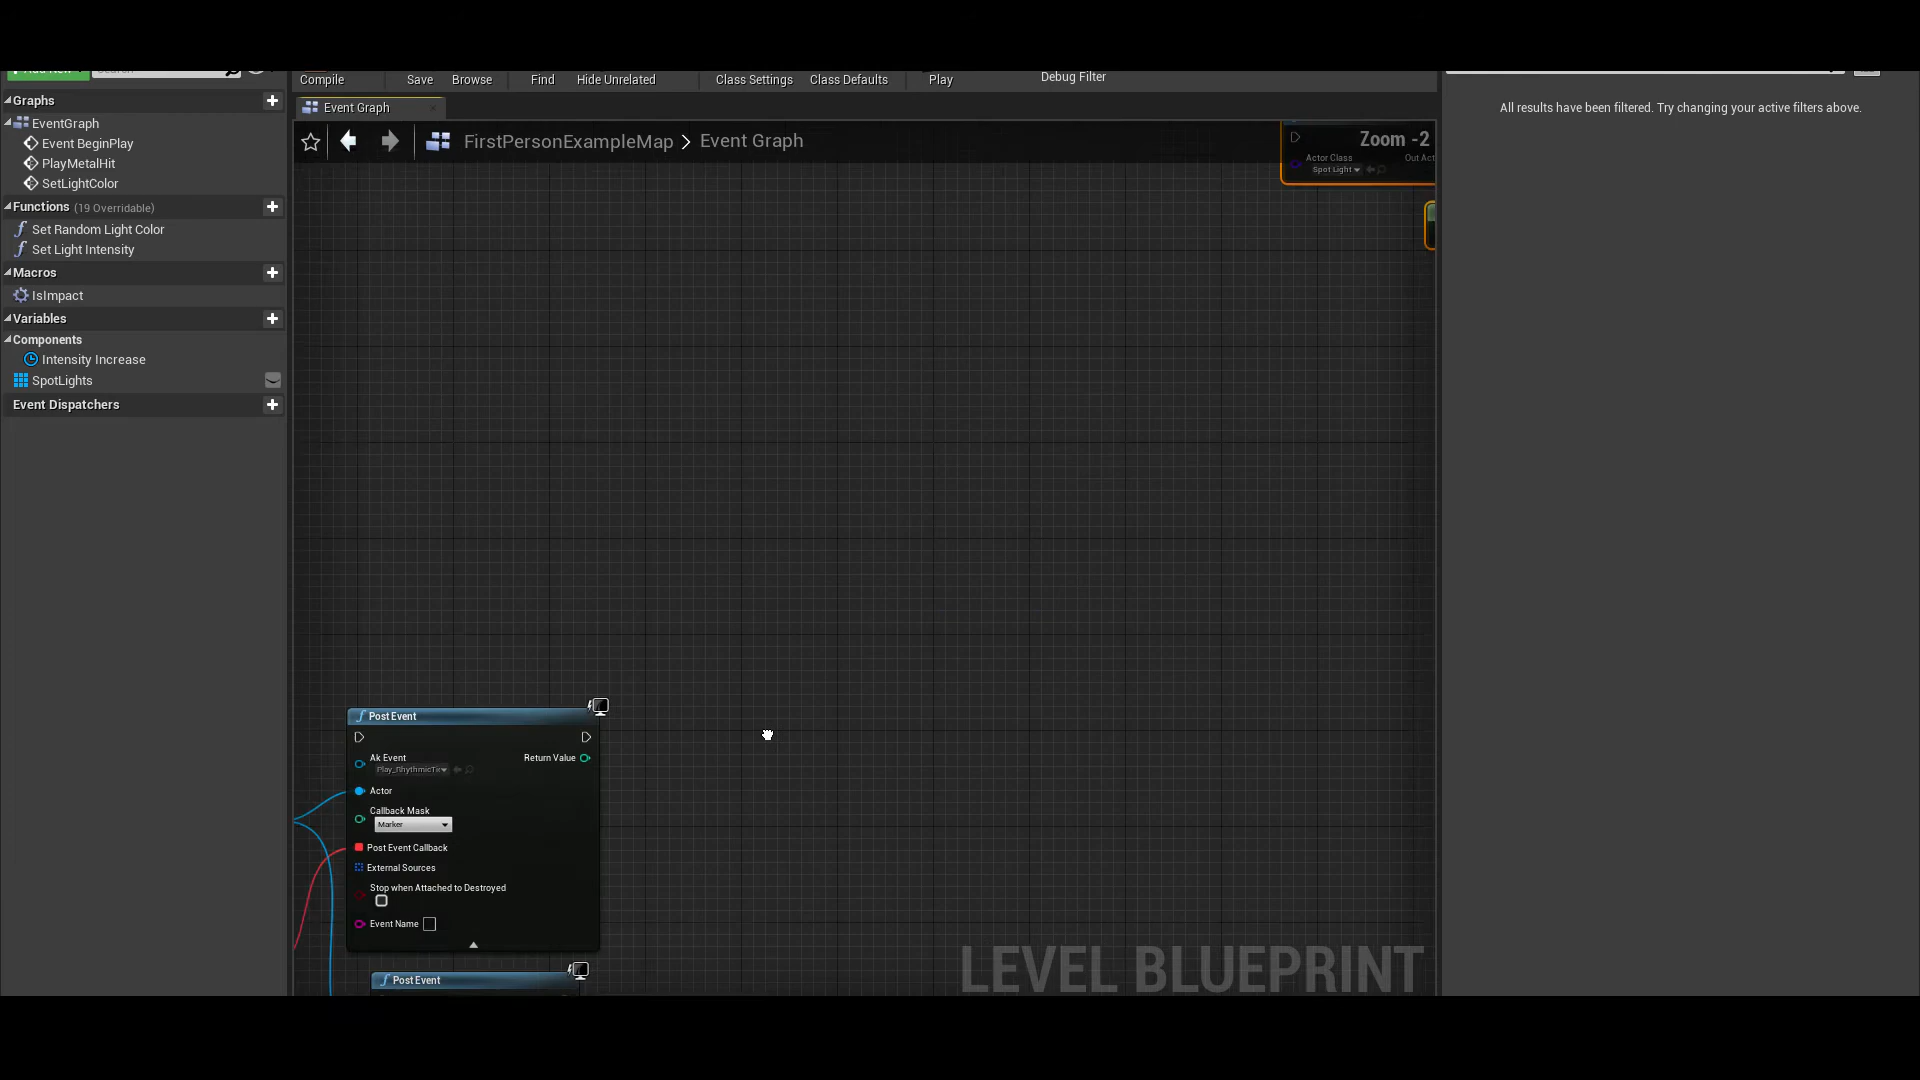 Compile
Save
Browse
Find
Hide Unrelated
Class Settings
Class Defaults
Play
Debug Filter
Graphs
EventGraph
Event BeginPlay
PlayMetalHit
SetLightColor
Functions (19 Overridable)
Set Random Light Color
Set Light Intensity
Macros
IsImpact
Variables
Components
Intensity Increase
SpotLights
Event Dispatchers
Event Graph
FirstPersonExampleMap > Event Graph
Zoom -2
Actor Class
Out Act
Spot Light
All results have been filtered. Try changing your active filters above.
Post Event
Ak Event
Return Value
Actor
Callback Mask
Marker
Post Event Callback
External Sources
Stop when Attached to Destroyed
Event Name
Post Event
LEVEL BLUEPRINT